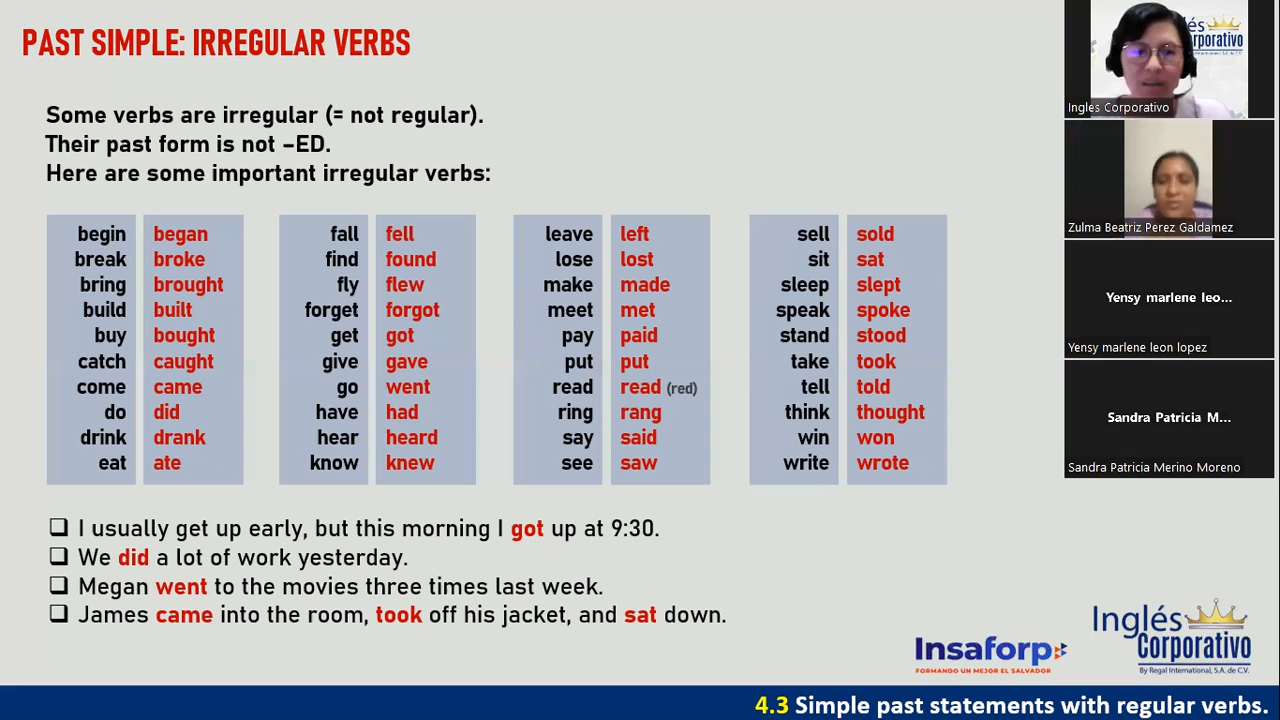 PAST SIMPLE: IRREGULAR VERBS
Some verbs are irregular (= not regular).
Their past form is not –ED.
Here are some important irregular verbs:
begin began
break broke
bring brought
build built
buy bought
catch caught
come came
do did
drink drank
eat ate
fall fell
find found
fly flew
forget forgot
get got
give gave
go went
have had
hear heard
know knew
leave left
lose lost
make made
meet met
pay paid
put put
read read (red)
ring rang
say said
see saw
sell sold
sit sat
sleep slept
speak spoke
stand stood
take took
tell told
think thought
win won
write wrote
❑ I usually get up early, but this morning I got up at 9:30.
❑ We did a lot of work yesterday.
❑ Megan went to the movies three times last week.
❑ James came into the room, took off his jacket, and sat down.
Insaforp
FORMANDO UN MEJOR EL SALVADOR
Inglés
Corporativo
By Regal International, S.A. de C.V.
4.3 Simple past statements with regular verbs.
Corporativo
Ingles Corporativo
Zulma Beatriz Perez Galdamez
Yensy marlene leo...
Yensy marlene leon lopez
Sandra Patricia M...
Sandra Patricia Merino Moreno